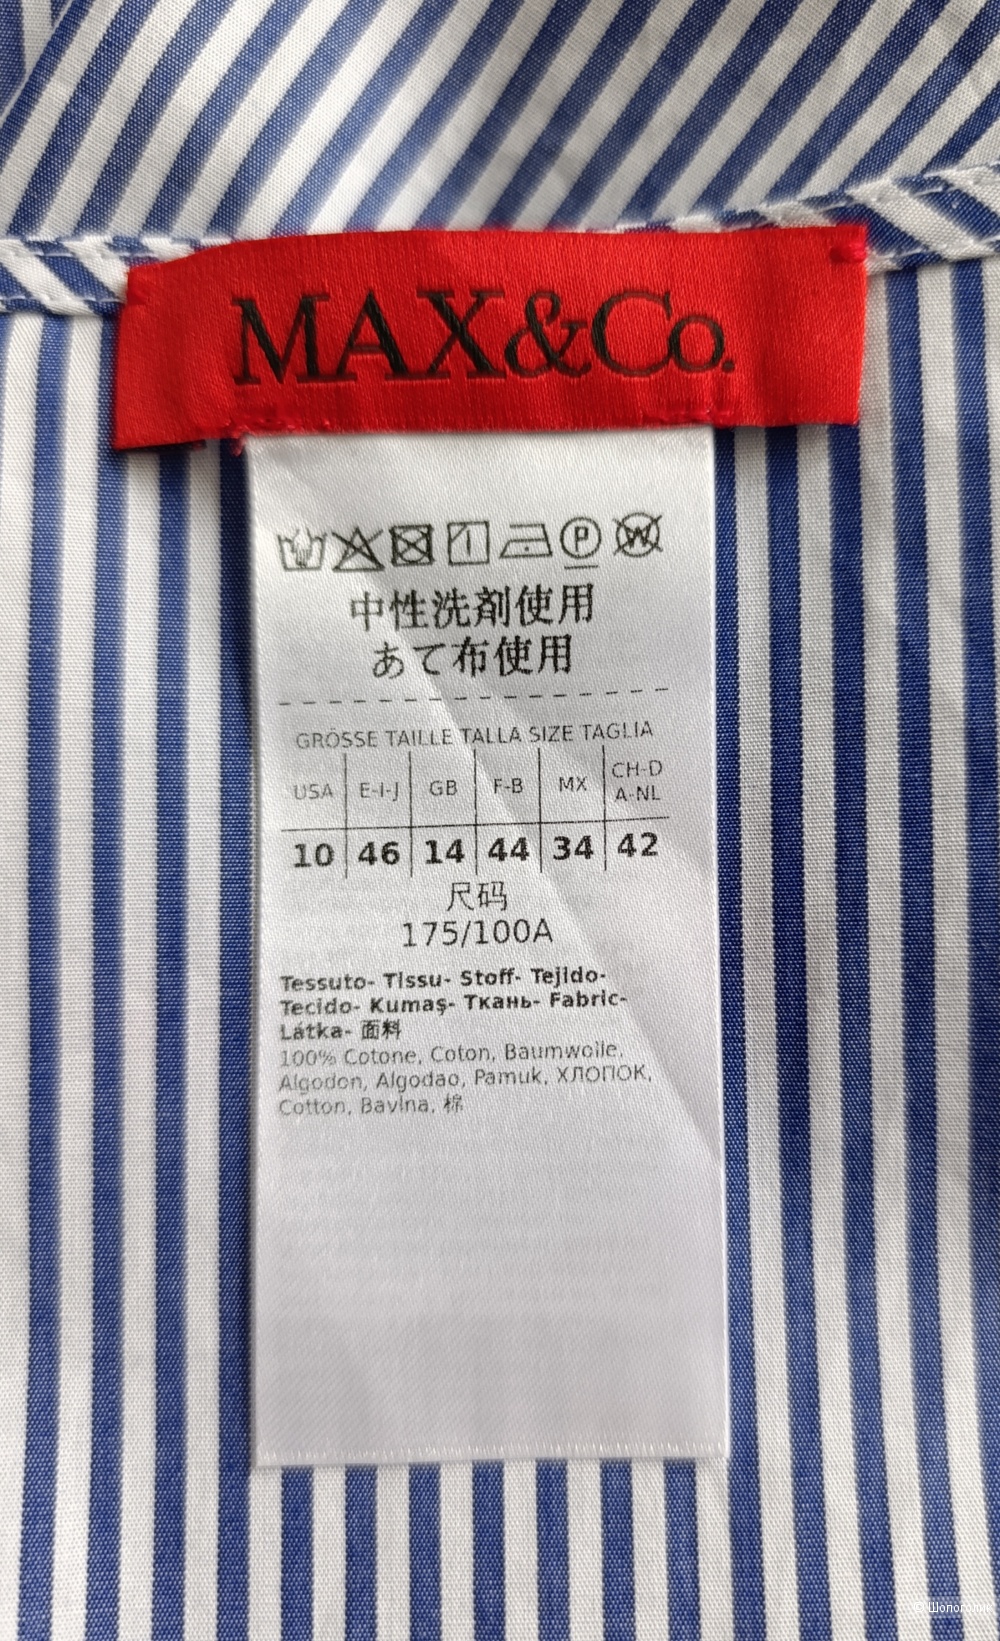 MAX&Co.
P W
中性洗剤使用
あて布使用
GRÖSSE TAILLE TALLA SIZE TAGLIA
USA E-I-J GB F-B MX CH-D A-NL
10 46 14 44 34 42
尺码
175/100A
Tessuto- Tissu- Stoff- Tejido-
Tecido- Kumaş- Ткань- Fabric-
Látka- 面料
100% Cotone, Coton, Baumwolle,
Algodon, Algodao, Pamuk, ХЛОПОК,
Cotton, Bavlna, 棉
© Шопоголик